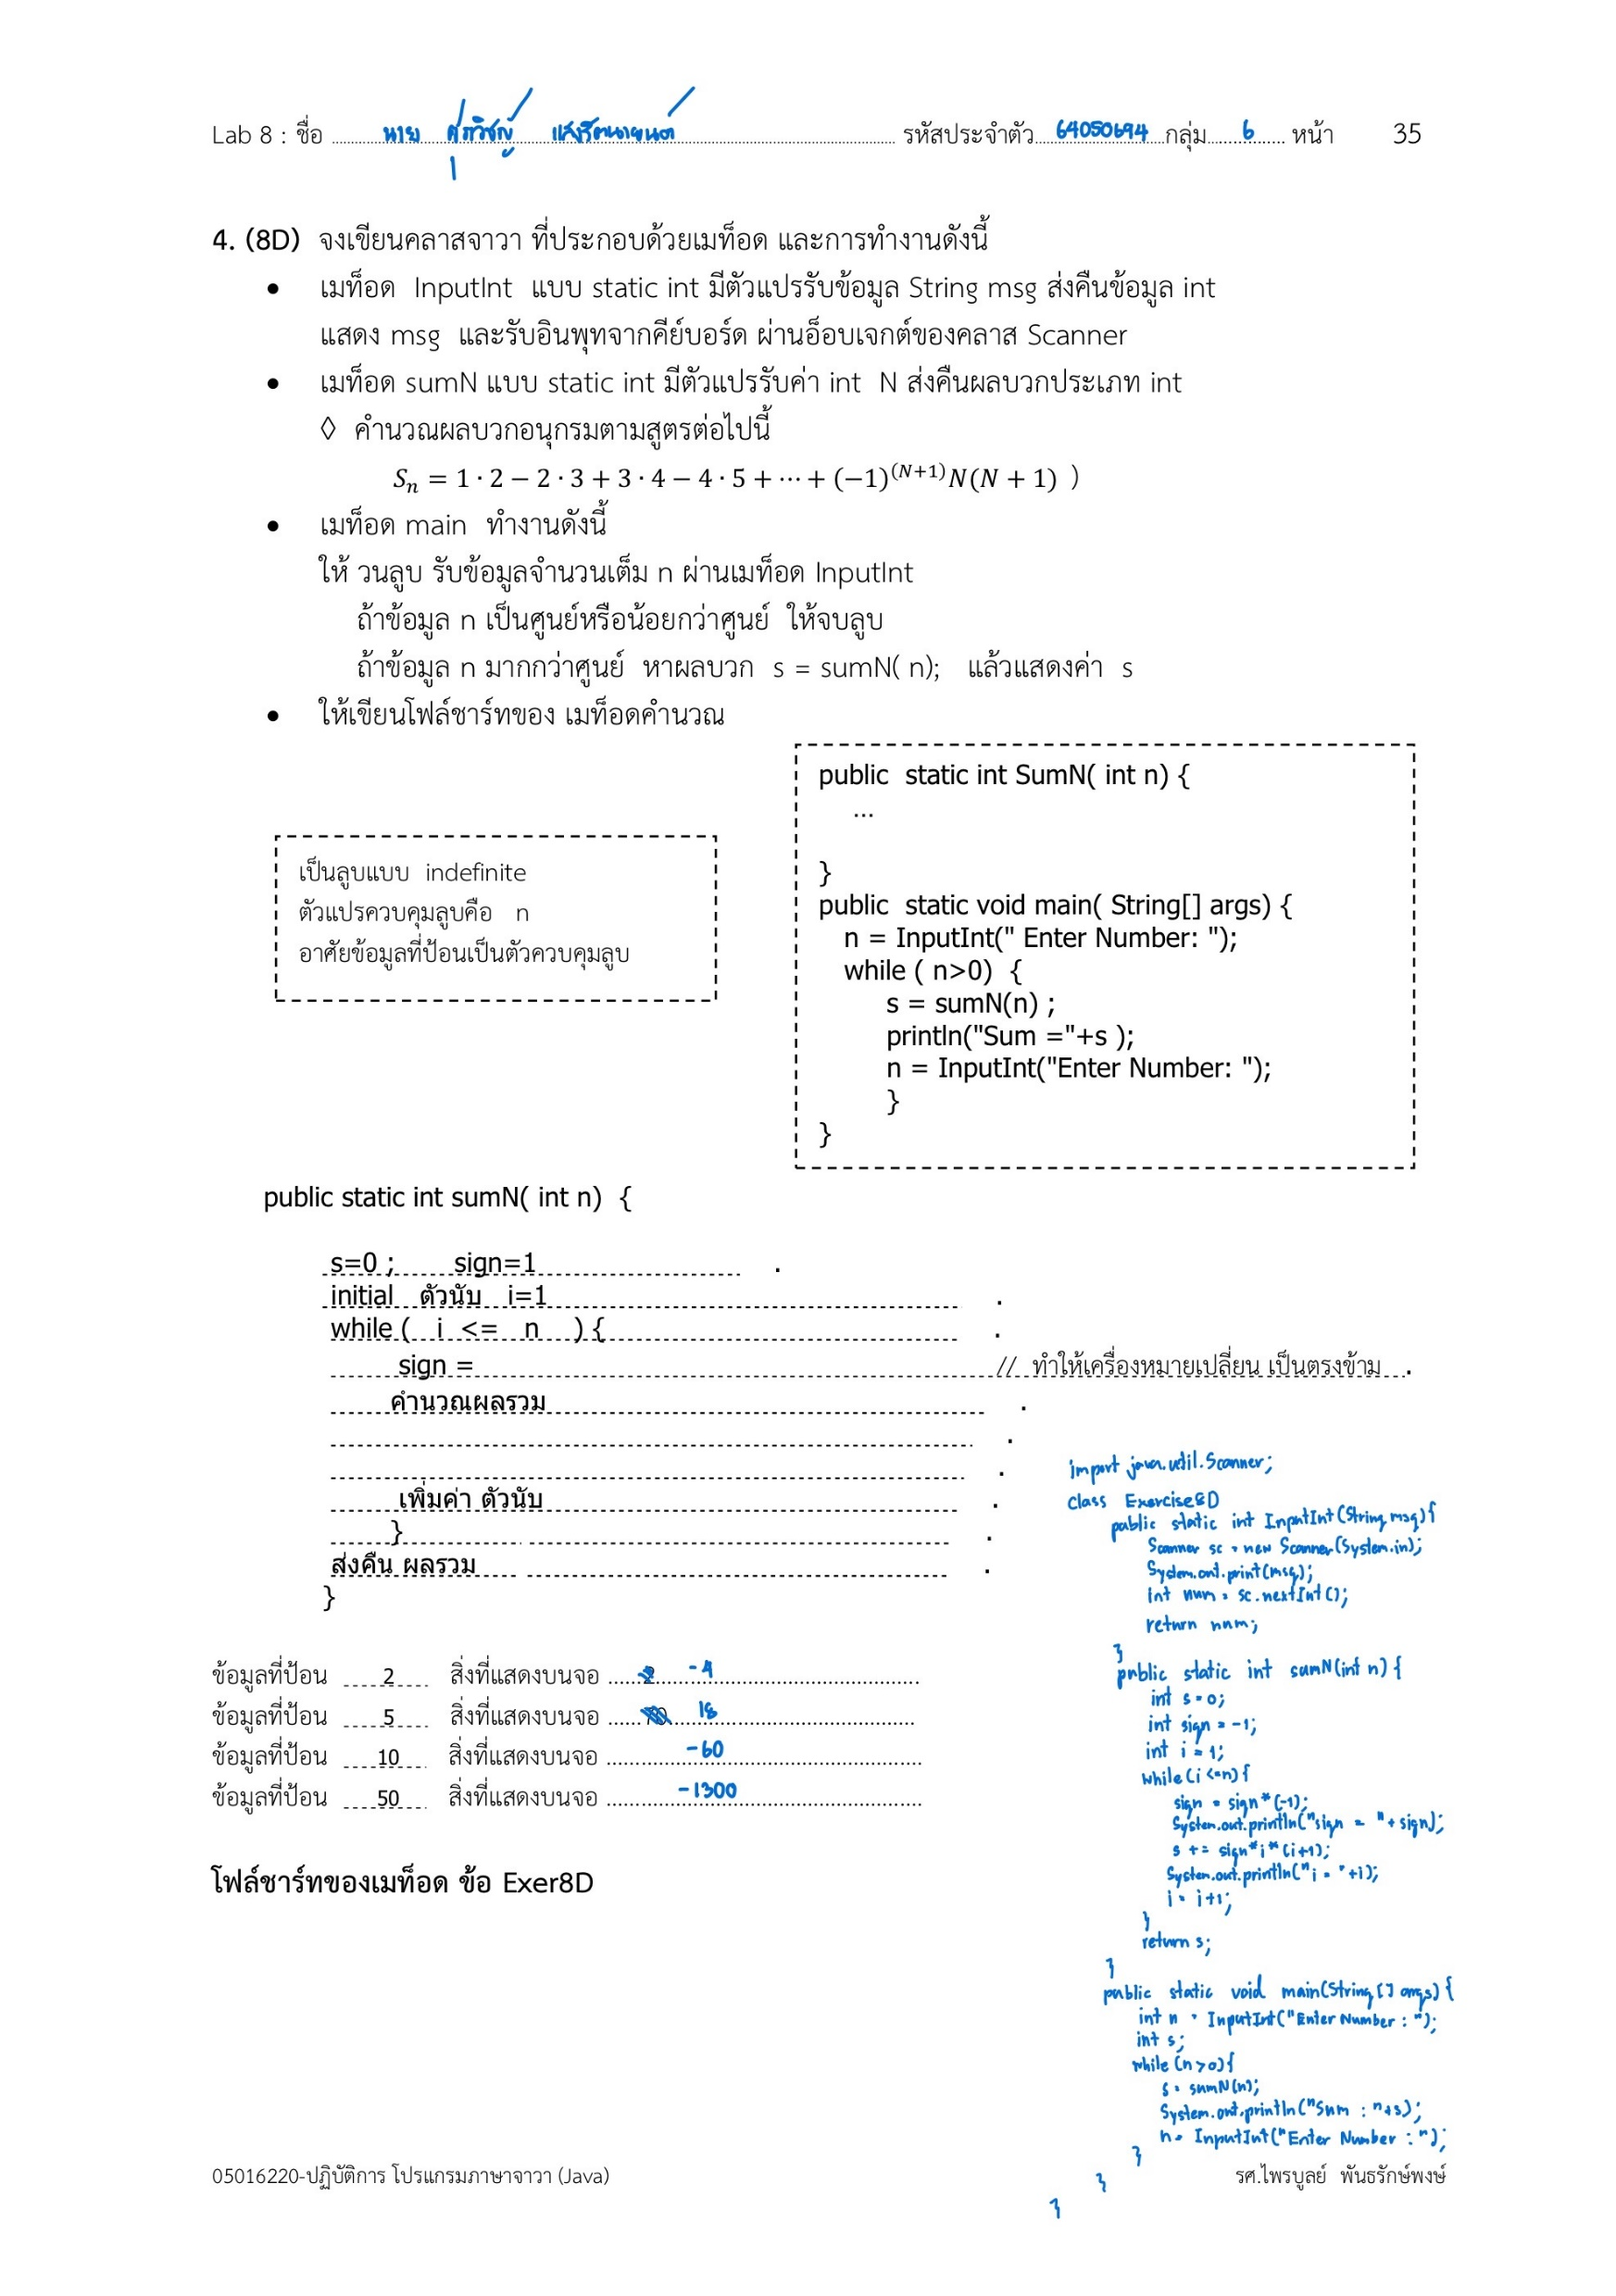 Lab 8 : ชื่อ ........ นาย ศุภวิชญ์ แสงรัตนายนต์ ........ รหัสประจำตัว 64050694 กลุ่ม 6 หน้า 35
4. (8D) จงเขียนคลาสจาวา ที่ประกอบด้วยเมท็อด และการทำงานดังนี้
• เมท็อด InputInt แบบ static int มีตัวแปรรับข้อมูล String msg ส่งคืนข้อมูล int
แสดง msg และรับอินพุทจากคีย์บอร์ด ผ่านอ็อบเจกต์ของคลาส Scanner
• เมท็อด sumN แบบ static int มีตัวแปรรับค่า int N ส่งคืนผลบวกประเภท int
◊ คำนวณผลบวกอนุกรมตามสูตรต่อไปนี้
Sₙ = 1 · 2 − 2 · 3 + 3 · 4 − 4 · 5 + ⋯ + (−1)^(N+1) N(N + 1) )
• เมท็อด main ทำงานดังนี้
ให้ วนลูบ รับข้อมูลจำนวนเต็ม n ผ่านเมท็อด InputInt
ถ้าข้อมูล n เป็นศูนย์หรือน้อยกว่าศูนย์ ให้จบลูบ
ถ้าข้อมูล n มากกว่าศูนย์ หาผลบวก s = sumN( n); แล้วแสดงค่า s
• ให้เขียนโฟล์ชาร์ทของ เมท็อดคำนวณ
เป็นลูบแบบ indefinite
ตัวแปรควบคุมลูบคือ n
อาศัยข้อมูลที่ป้อนเป็นตัวควบคุมลูบ
public static int SumN( int n) {
...
}
public static void main( String[] args) {
n = InputInt(" Enter Number: ");
while ( n>0) {
s = sumN(n) ;
println("Sum ="+s );
n = InputInt("Enter Number: ");
}
}
public static int sumN( int n) {
s=0 ; sign=1 .
initial ตัวนับ i=1 .
while ( i <= n ) { .
sign = // ทำให้เครื่องหมายเปลี่ยน เป็นตรงข้าม .
คำนวณผลรวม .
.
.
เพิ่มค่า ตัวนับ .
} .
ส่งคืน ผลรวม .
}
ข้อมูลที่ป้อน 2 สิ่งที่แสดงบนจอ -4
ข้อมูลที่ป้อน 5 สิ่งที่แสดงบนจอ 18
ข้อมูลที่ป้อน 10 สิ่งที่แสดงบนจอ -60
ข้อมูลที่ป้อน 50 สิ่งที่แสดงบนจอ -1300
โฟล์ชาร์ทของเมท็อด ข้อ Exer8D
import java.util.Scanner;
class Exercise8D
public static int InputInt(String msg){
Scanner sc = new Scanner(System.in);
System.out.print(msg);
int num = sc.nextInt();
return num;
}
public static int sumN(int n){
int s = 0;
int sign = -1;
int i = 1;
while(i <=n){
sign = sign*(-1);
System.out.println("sign = "+sign);
s += sign*i*(i+1);
System.out.println("i = "+i);
i = i+1;
}
return s;
}
public static void main(String [] args){
int n = InputInt("Enter Number : ");
int s;
while (n>0){
s = sumN(n);
System.out.println("Sum : "+s);
n = InputInt("Enter Number : ");
}
}
}
05016220-ปฏิบัติการ โปรแกรมภาษาจาวา (Java) รศ.ไพรบูลย์ พันธรักษ์พงษ์